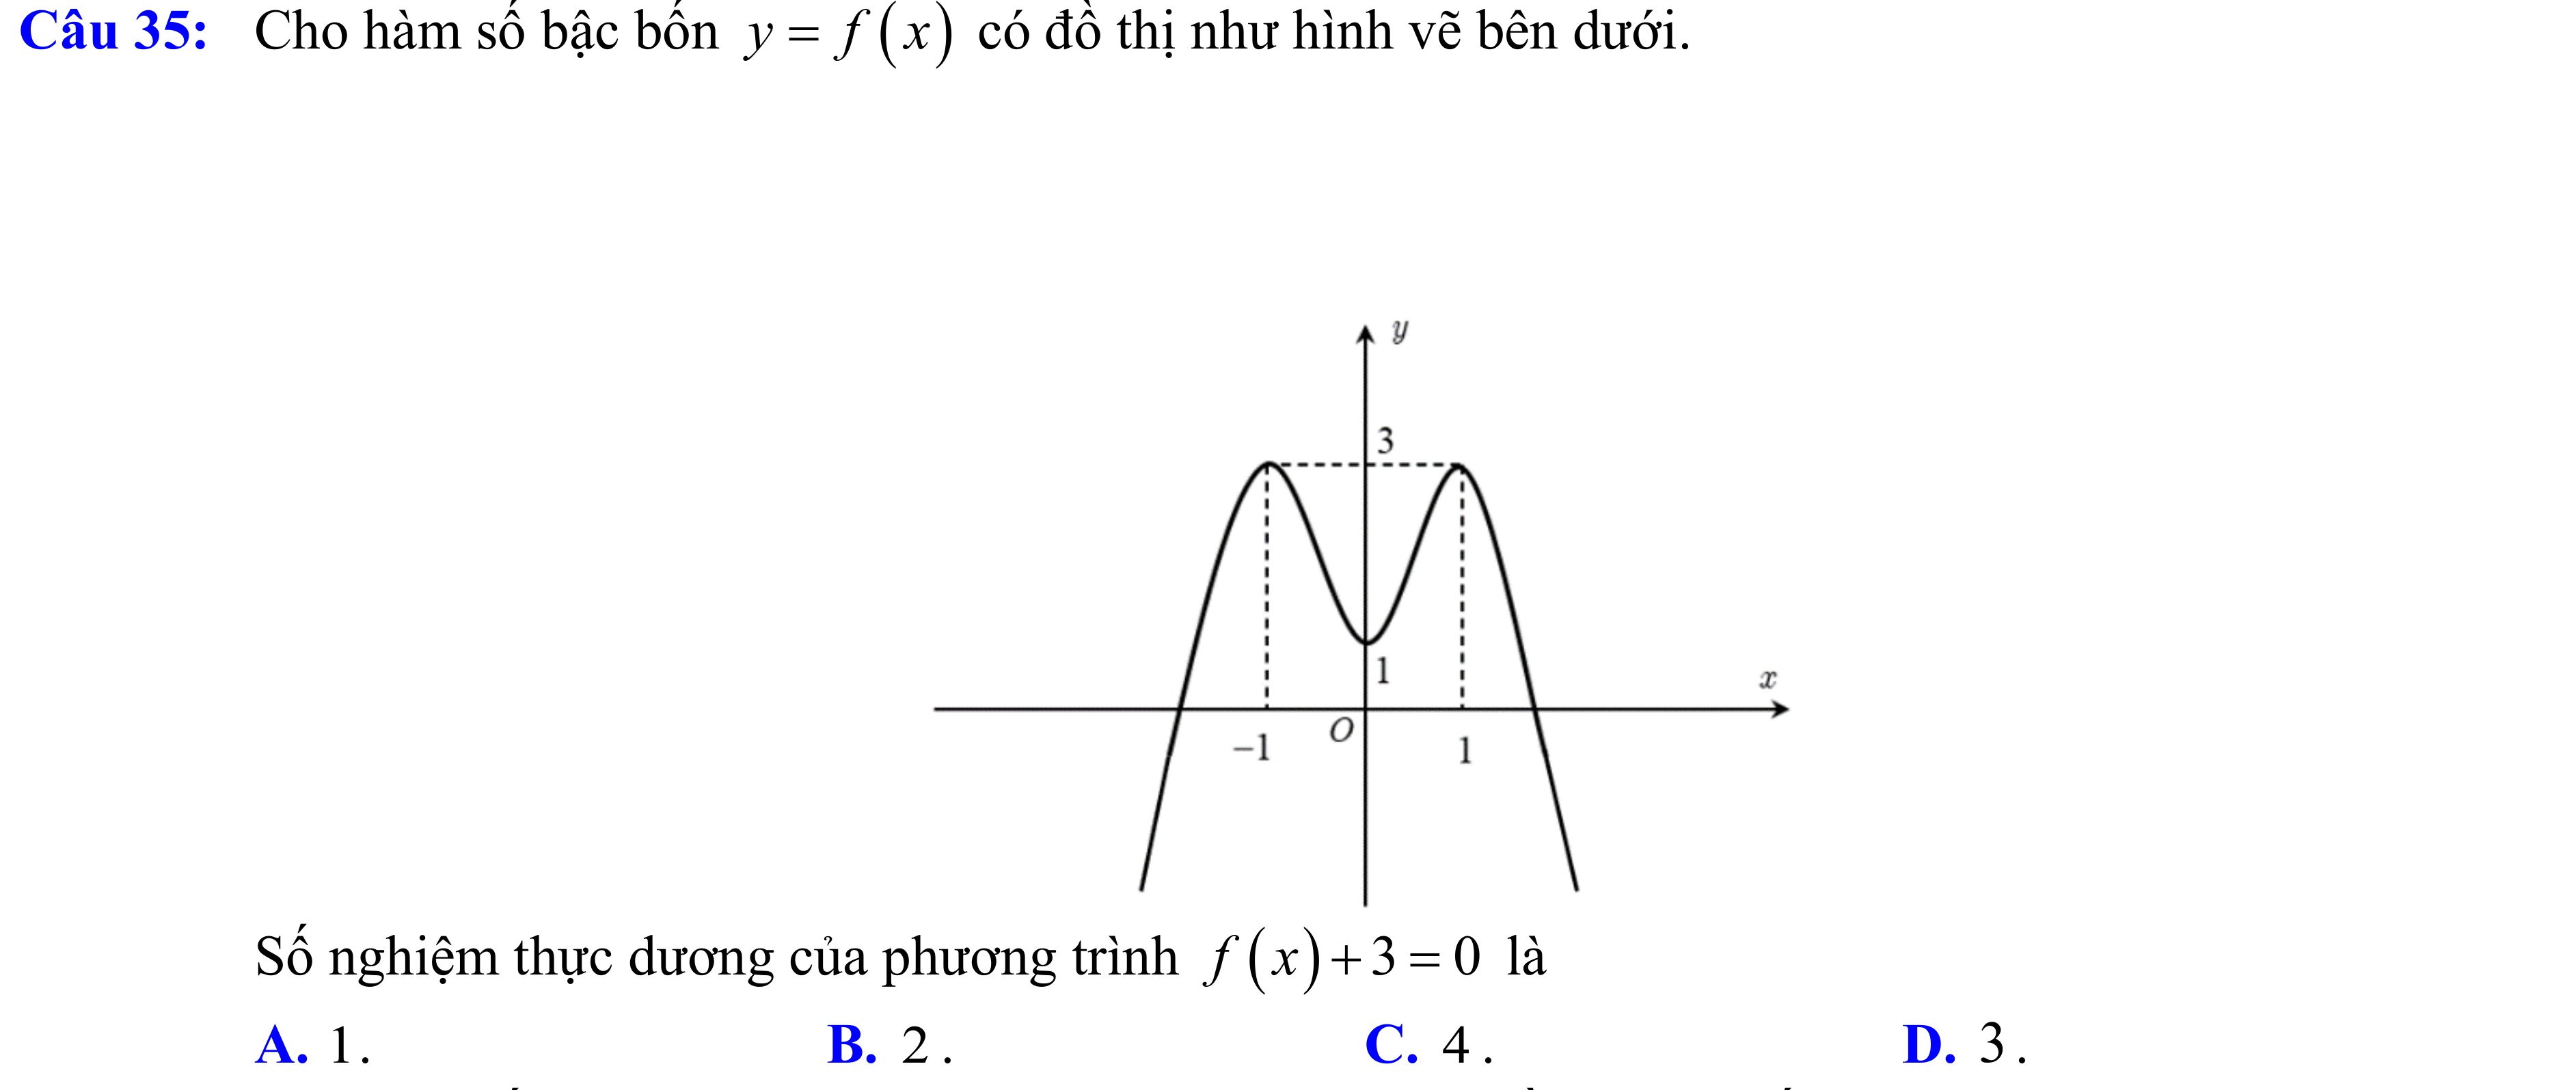 Câu 35: Cho hàm số bậc bốn y = f(x) có đồ thị như hình vẽ bên dưới.
y
3
1
x
-1 O 1
Số nghiệm thực dương của phương trình f(x)+3=0 là
A. 1. B. 2. C. 4. D. 3.